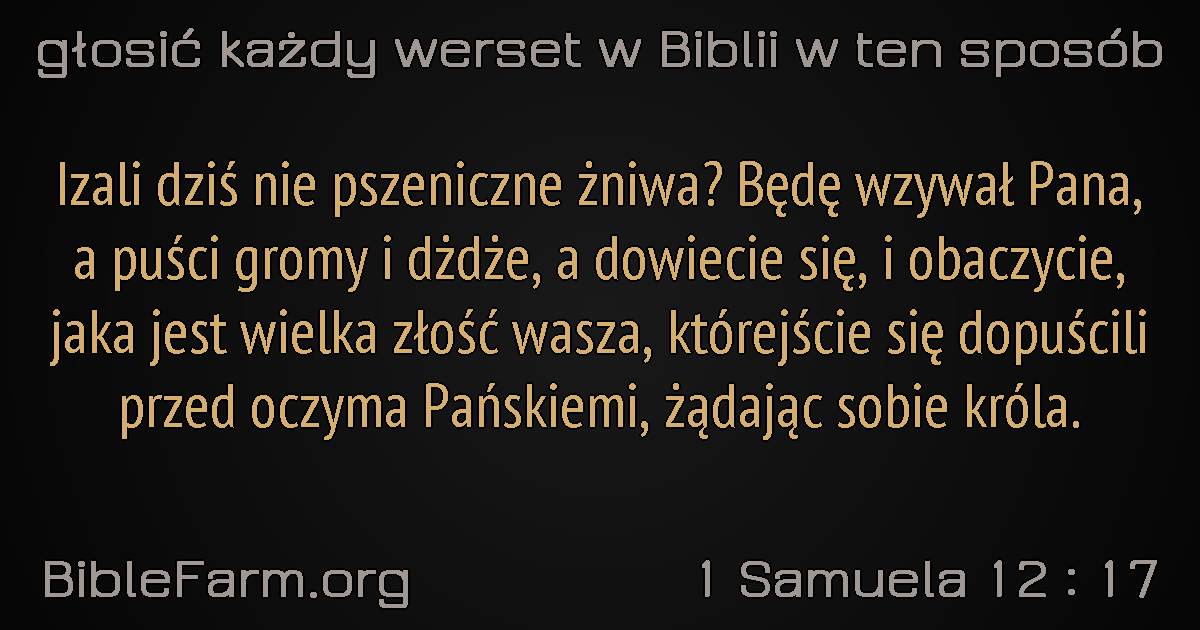 głosić każdy werset w Biblii w ten sposób
Izali dziś nie pszeniczne żniwa? Będę wzywał Pana,
a puści gromy i dżdże, a dowiecie się, i obaczycie,
jaka jest wielka złość wasza, którejście się dopuścili
przed oczyma Pańskiemi, żądając sobie króla.
BibleFarm.org
1 Samuela 12 : 17